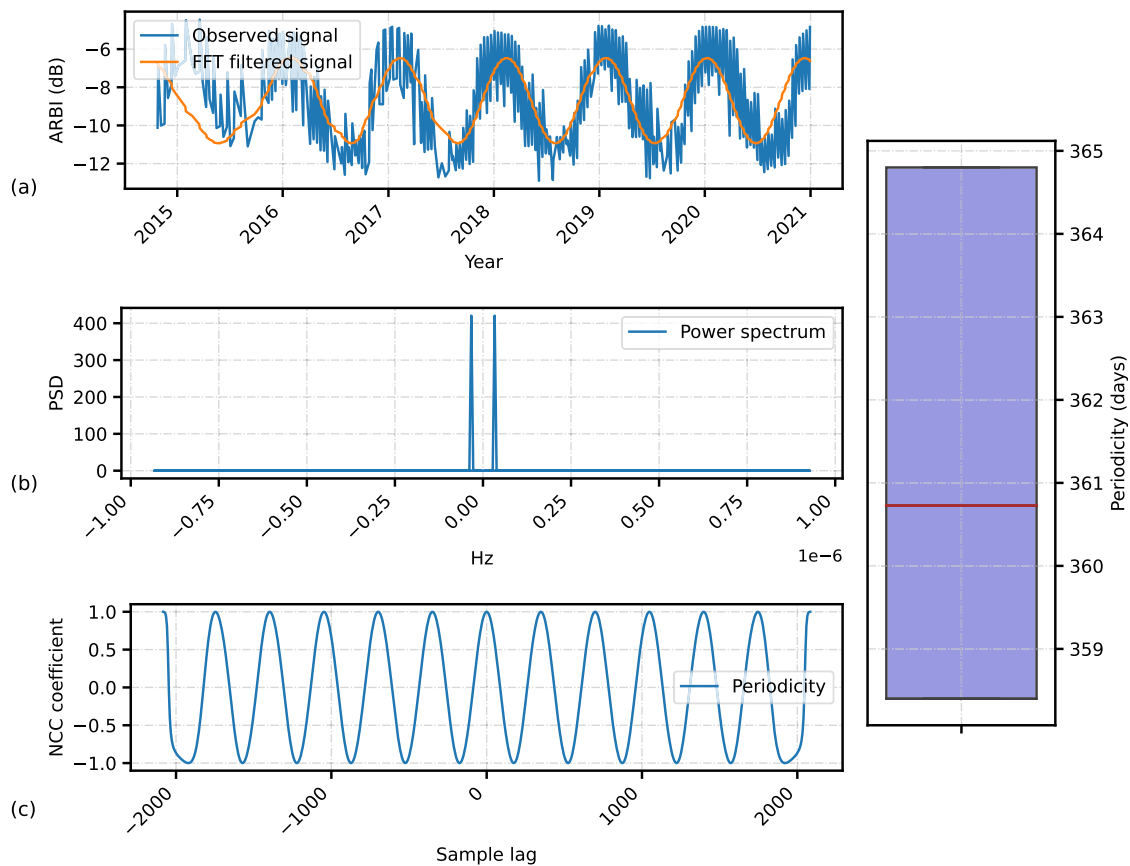 Observed signal
FFT filtered signal
ARBI (dB)
−6
−8
−10
−12
(a)
2015
2016
2017
2018
2019
2020
2021
Year
Power spectrum
PSD
400
300
200
100
0
(b)
−1.00
−0.75
−0.50
−0.25
0.00
0.25
0.50
0.75
1.00
Hz
1e−6
Periodicity
NCC coefficient
1.0
0.5
0.0
−0.5
−1.0
(c)
−2000
−1000
0
1000
2000
Sample lag
365
364
363
362
361
360
359
Periodicity (days)